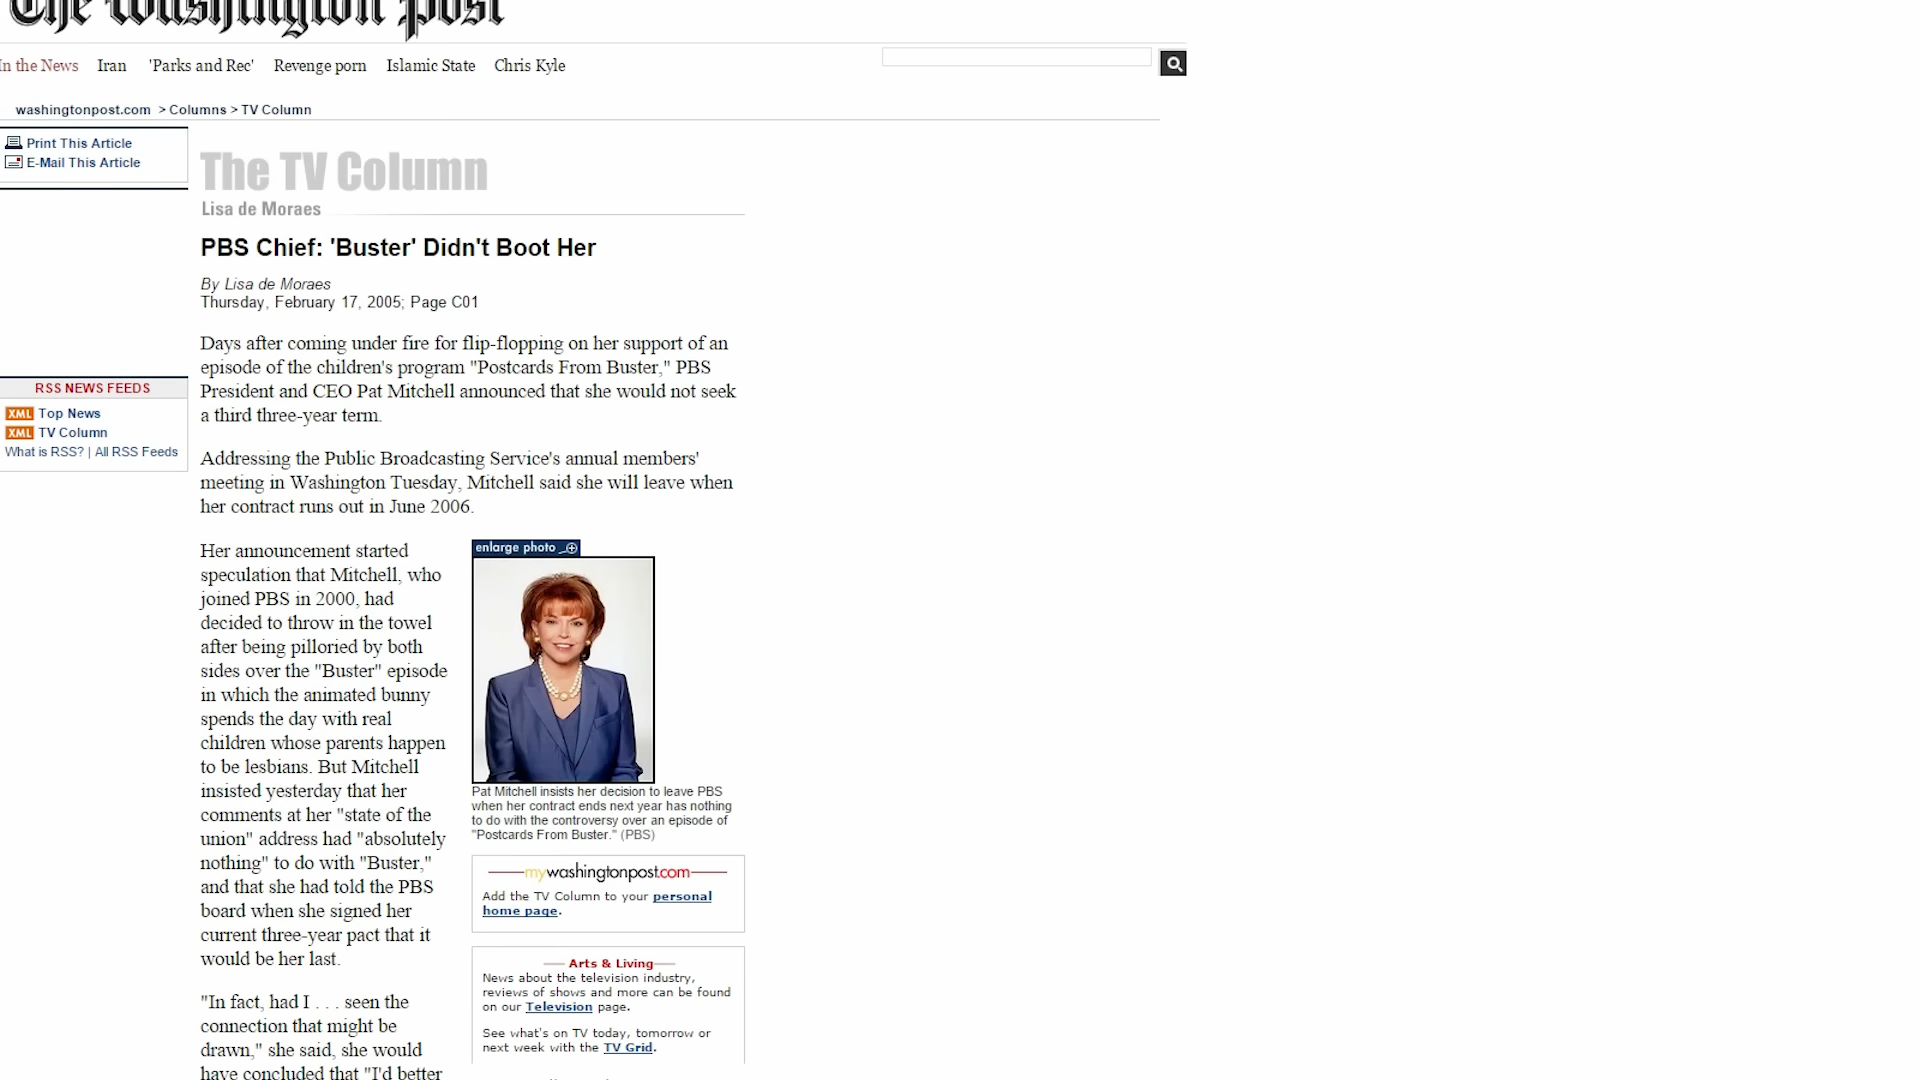 The Washington Post
In the News Iran 'Parks and Rec' Revenge porn Islamic State Chris Kyle
washingtonpost.com > Columns > TV Column
Print This Article
E-Mail This Article
The TV Column
Lisa de Moraes
PBS Chief: 'Buster' Didn't Boot Her
By Lisa de Moraes
Thursday, February 17, 2005; Page C01
Days after coming under fire for flip-flopping on her support of an
episode of the children's program "Postcards From Buster," PBS
President and CEO Pat Mitchell announced that she would not seek
a third three-year term.
RSS NEWS FEEDS
XML Top News
XML TV Column
What is RSS? | All RSS Feeds
Addressing the Public Broadcasting Service's annual members'
meeting in Washington Tuesday, Mitchell said she will leave when
her contract runs out in June 2006.
Her announcement started
speculation that Mitchell, who
joined PBS in 2000, had
decided to throw in the towel
after being pilloried by both
sides over the "Buster" episode
in which the animated bunny
spends the day with real
children whose parents happen
to be lesbians. But Mitchell
insisted yesterday that her
comments at her "state of the
union" address had "absolutely
nothing" to do with "Buster,"
and that she had told the PBS
board when she signed her
current three-year pact that it
would be her last.
"In fact, had I . . . seen the
connection that might be
drawn," she said, she would
have concluded that "I'd better
enlarge photo
Pat Mitchell insists her decision to leave PBS
when her contract ends next year has nothing
to do with the controversy over an episode of
"Postcards From Buster." (PBS)
mywashingtonpost.com
Add the TV Column to your personal
home page.
Arts & Living
News about the television industry,
reviews of shows and more can be found
on our Television page.
See what's on TV today, tomorrow or
next week with the TV Grid.